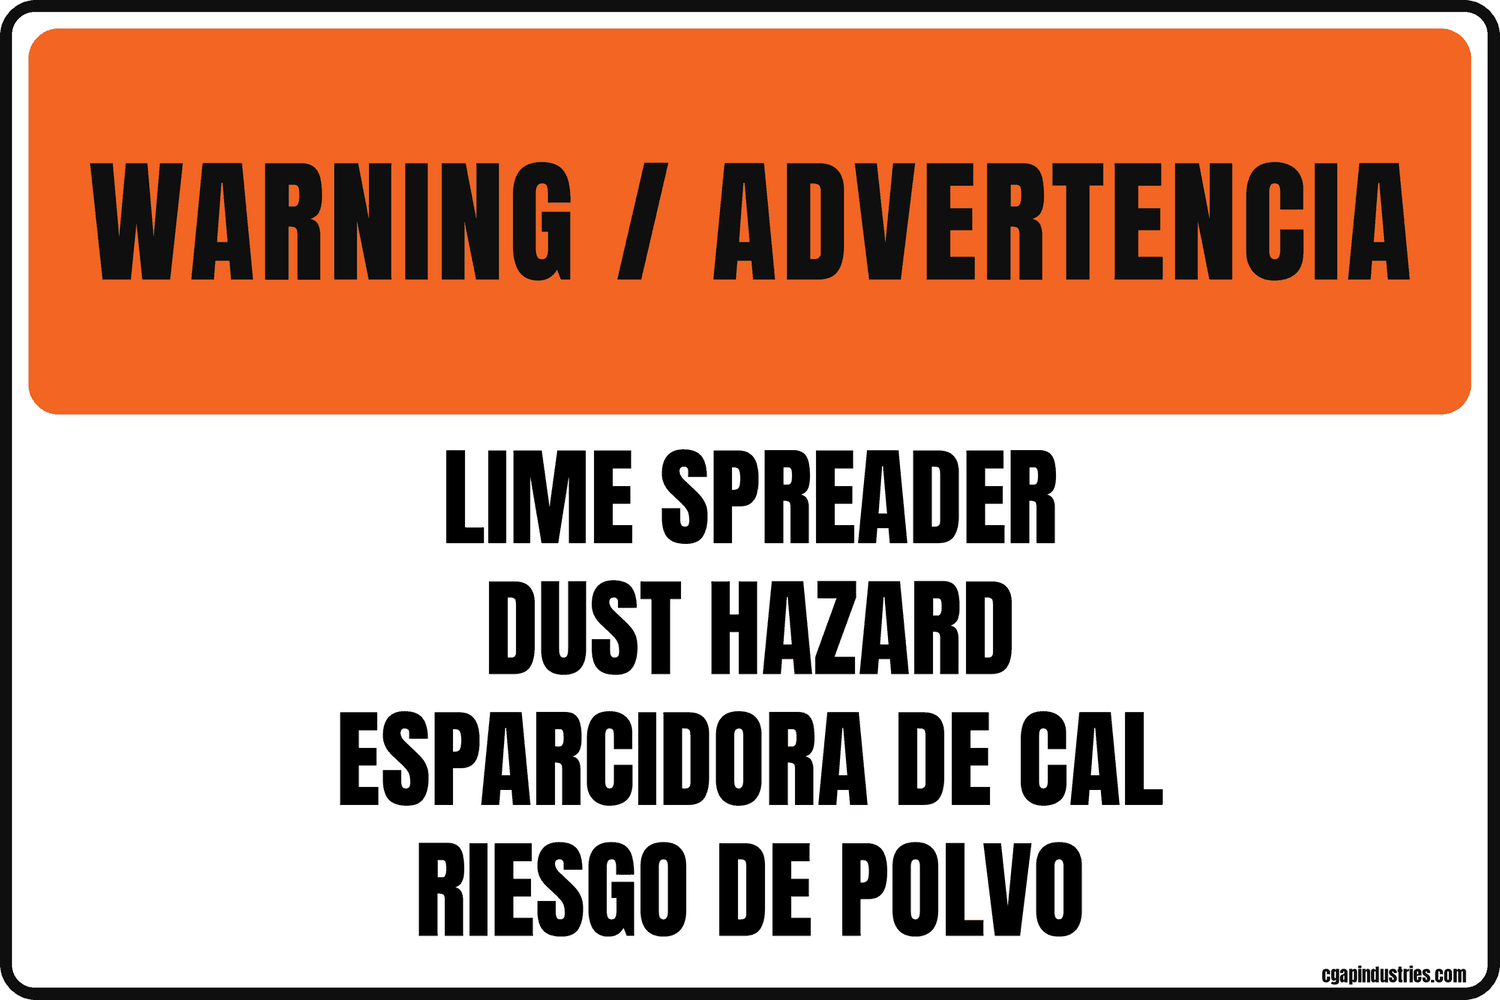 WARNING / ADVERTENCIA
LIME SPREADER
DUST HAZARD
ESPARCIDORA DE CAL
RIESGO DE POLVO
cgapindustries.com